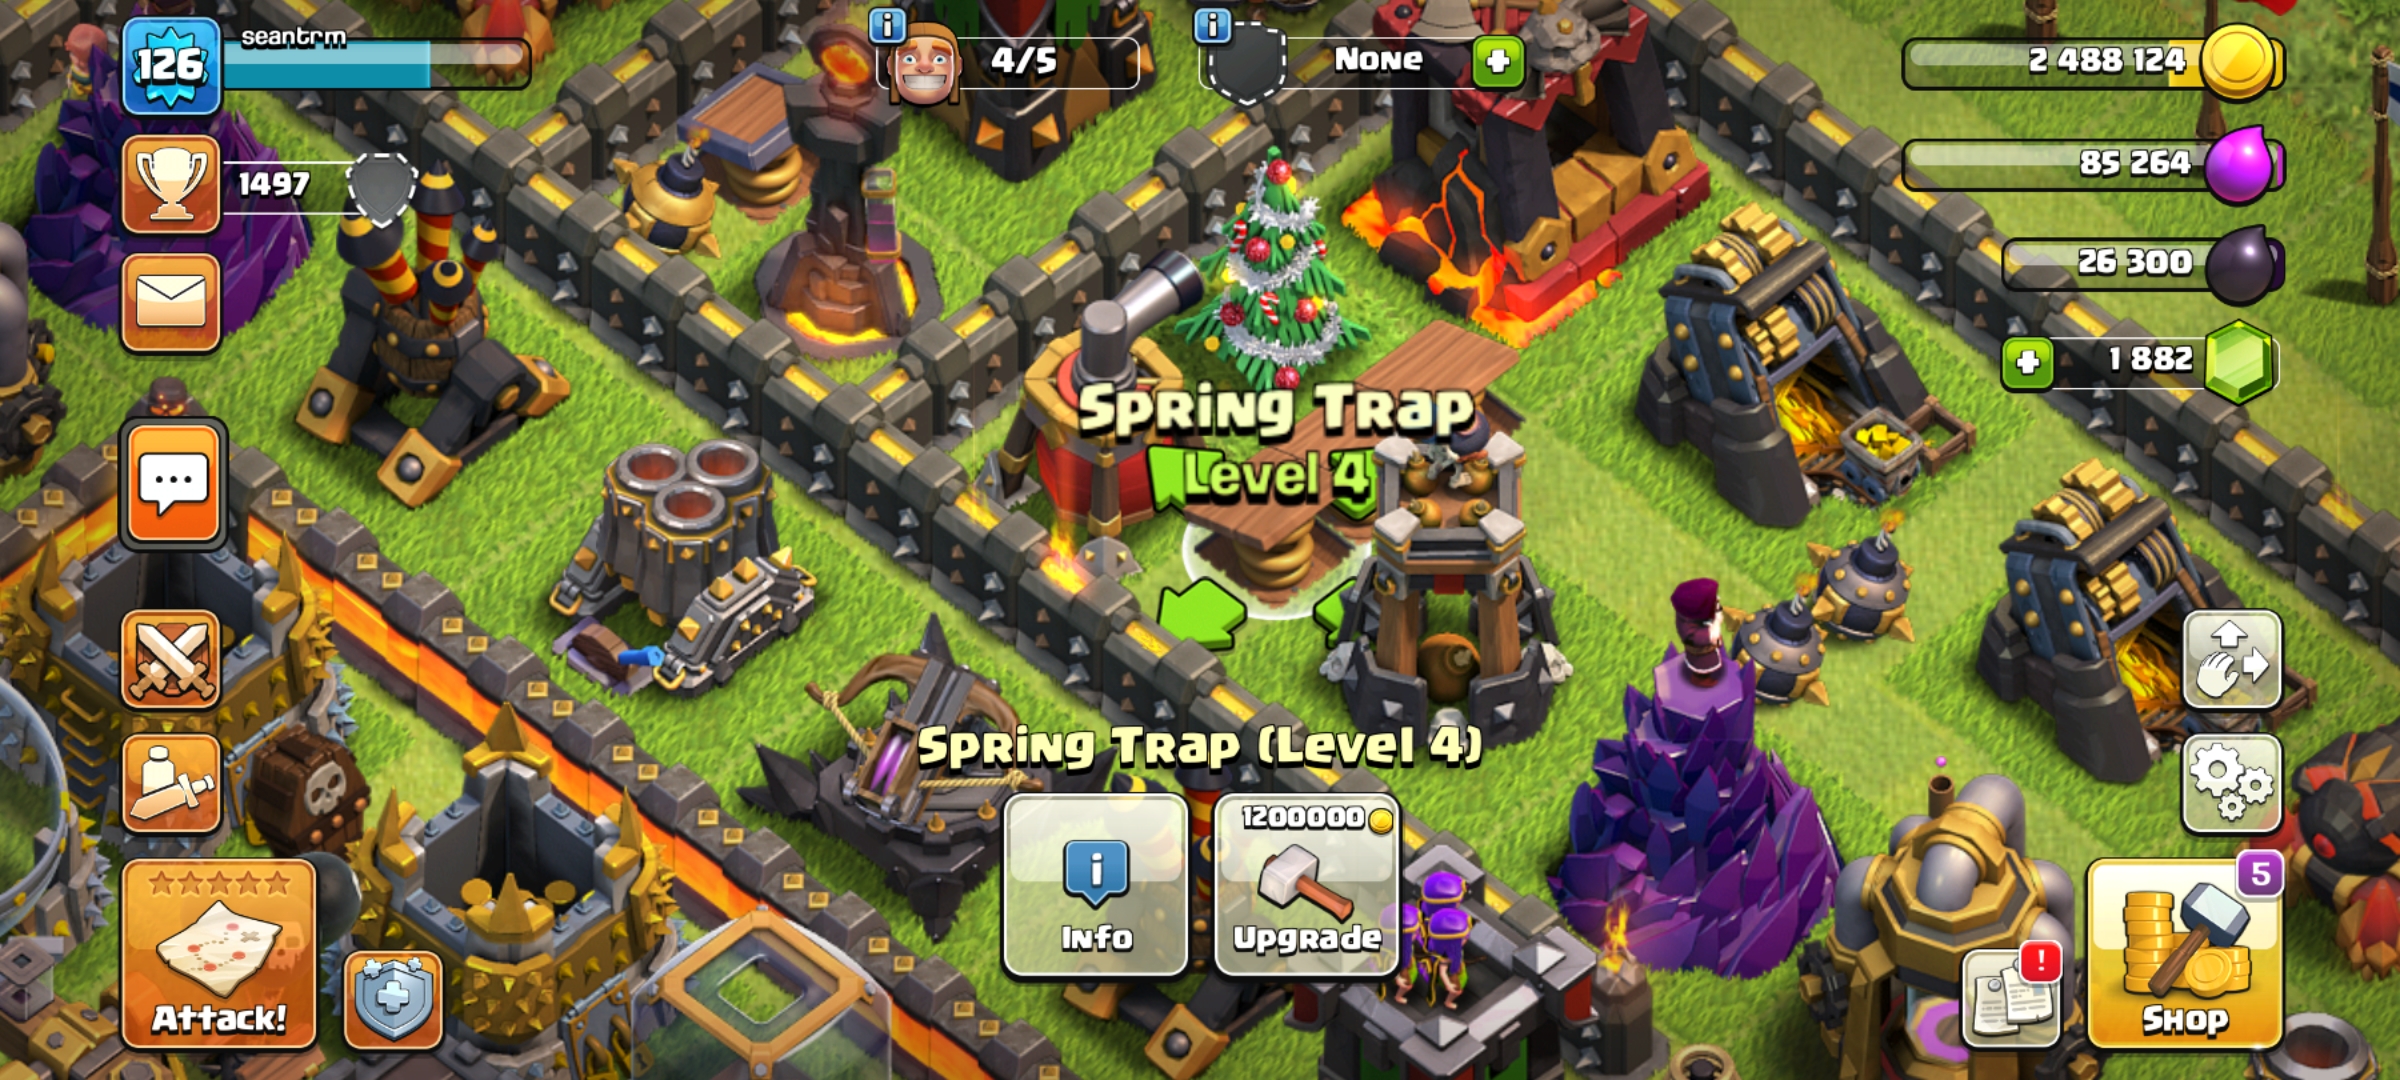 126
seantrm
4/5
None
2 488 124
1497
85 264
26 300
1 882
Spring Trap
Level 4
Spring Trap (Level 4)
1200000
Info
Upgrade
5
!
Attack!
Shop